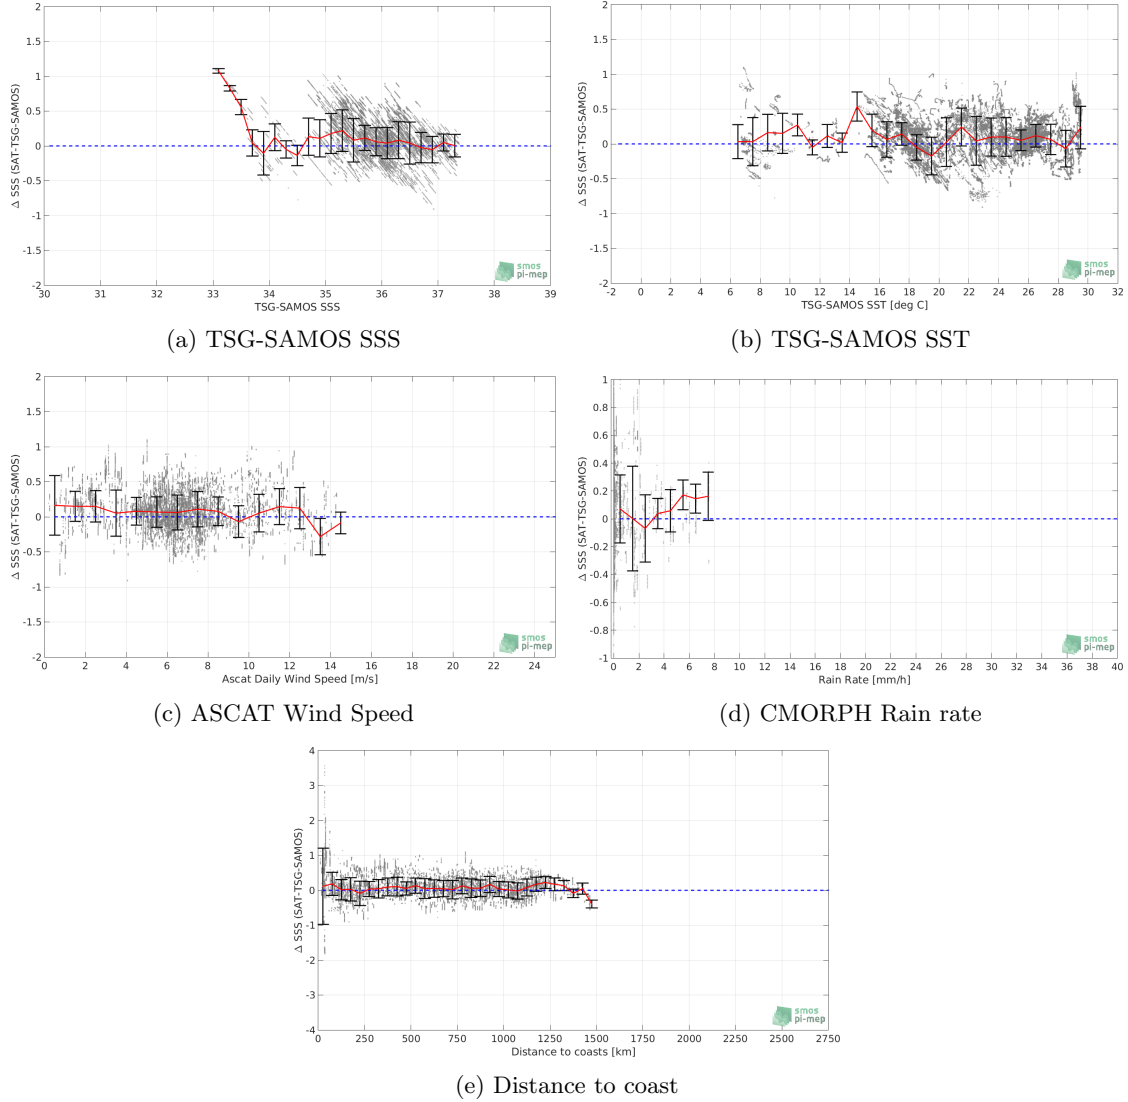 2
1.5
1
0.5
0
-0.5
-1
-1.5
-2
Δ SSS (SAT-TSG-SAMOS)
30 31 32 33 34 35 36 37 38 39
TSG-SAMOS SSS
smos
pi-mep
(a) TSG-SAMOS SSS
2
1.5
1
0.5
0
-0.5
-1
-1.5
-2
Δ SSS (SAT-TSG-SAMOS)
-2 0 2 4 6 8 10 12 14 16 18 20 22 24 26 28 30 32
TSG-SAMOS SST [deg C]
smos
pi-mep
(b) TSG-SAMOS SST
2
1.5
1
0.5
0
-0.5
-1
-1.5
-2
Δ SSS (SAT-TSG-SAMOS)
0 2 4 6 8 10 12 14 16 18 20 22 24
Ascat Daily Wind Speed [m/s]
smos
pi-mep
(c) ASCAT Wind Speed
1
0.8
0.6
0.4
0.2
0
-0.2
-0.4
-0.6
-0.8
-1
Δ SSS (SAT-TSG-SAMOS)
0 2 4 6 8 10 12 14 16 18 20 22 24 26 28 30 32 34 36 38 40
Rain Rate [mm/h]
smos
pi-mep
(d) CMORPH Rain rate
4
3
2
1
0
-1
-2
-3
-4
Δ SSS (SAT-TSG-SAMOS)
0 250 500 750 1000 1250 1500 1750 2000 2250 2500 2750
Distance to coasts [km]
smos
pi-mep
(e) Distance to coast